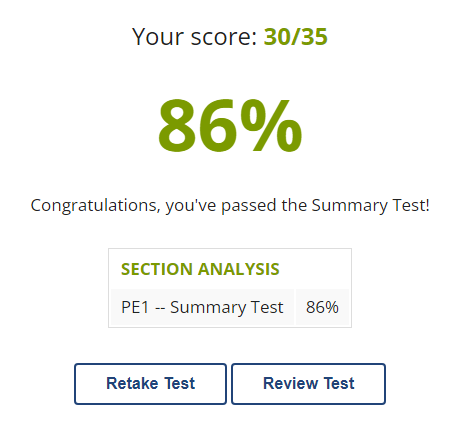 Your score: 30/35
86%
Congratulations, you've passed the Summary Test!
SECTION ANALYSIS
PE1 -- Summary Test 86%
Retake Test Review Test